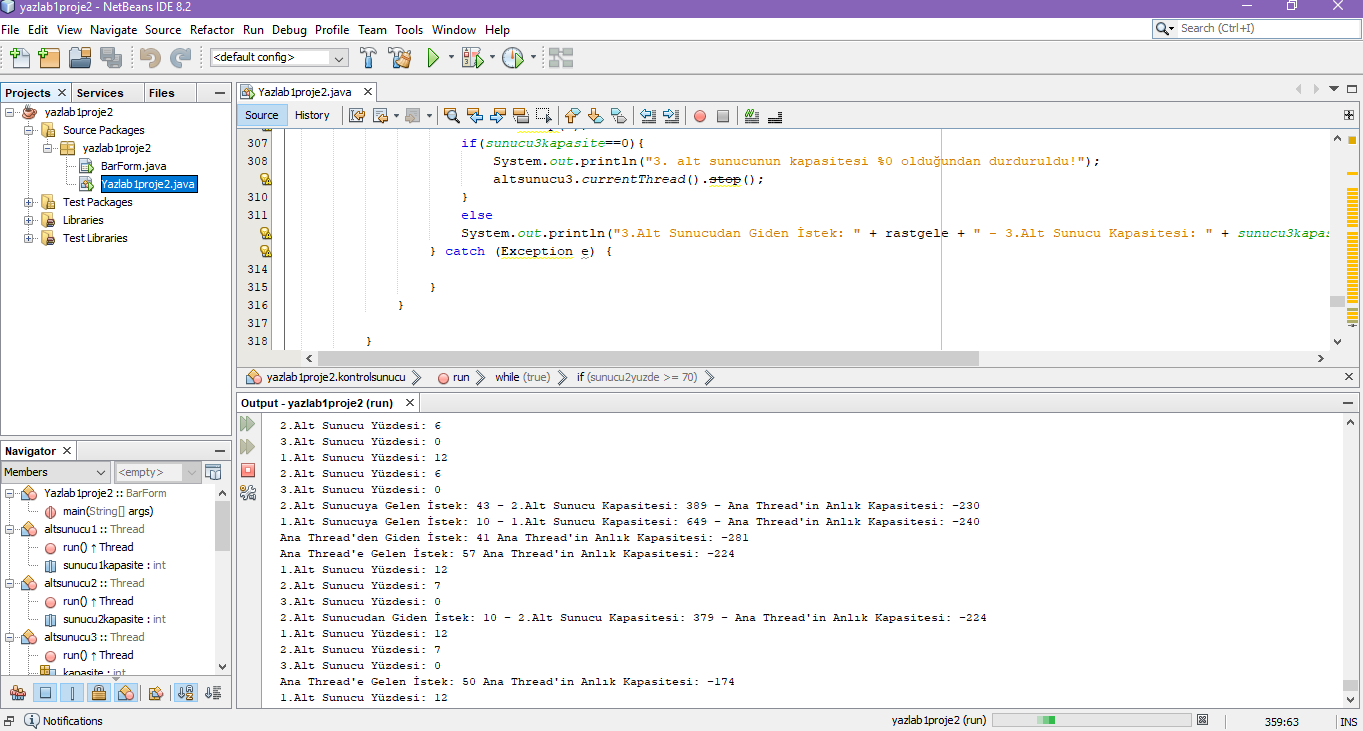 yazlab1proje2 - NetBeans IDE 8.2
File Edit View Navigate Source Refactor Run Debug Profile Team Tools Window Help
Search (Ctrl+I)
<default config>
Projects Services Files
yazlab1proje2
Source Packages
yazlab1proje2
BarForm.java
Yazlab1proje2.java
Test Packages
Libraries
Test Libraries
Yazlab1proje2.java
Source History
307 if(sunucu3kapasite==0){
308 System.out.println("3. alt sunucunun kapasitesi %0 olduğundan durduruldu!");
altsunucu3.currentThread().stop();
310 }
311 else
System.out.println("3.Alt Sunucudan Giden İstek: " + rastgele + " - 3.Alt Sunucu Kapasitesi: " + sunucu3kapas
} catch (Exception e) {
314
315 }
316 }
317
318 }
yazlab1proje2.kontrolsunucu run while (true) if (sunucu2yuzde >= 70)
Output - yazlab1proje2 (run)
2.Alt Sunucu Yüzdesi: 6
3.Alt Sunucu Yüzdesi: 0
1.Alt Sunucu Yüzdesi: 12
2.Alt Sunucu Yüzdesi: 6
3.Alt Sunucu Yüzdesi: 0
2.Alt Sunucuya Gelen İstek: 43 - 2.Alt Sunucu Kapasitesi: 389 - Ana Thread'in Anlık Kapasitesi: -230
1.Alt Sunucuya Gelen İstek: 10 - 1.Alt Sunucu Kapasitesi: 649 - Ana Thread'in Anlık Kapasitesi: -240
Ana Thread'den Giden İstek: 41 Ana Thread'in Anlık Kapasitesi: -281
Ana Thread'e Gelen İstek: 57 Ana Thread'in Anlık Kapasitesi: -224
1.Alt Sunucu Yüzdesi: 12
2.Alt Sunucu Yüzdesi: 7
3.Alt Sunucu Yüzdesi: 0
2.Alt Sunucudan Giden İstek: 10 - 2.Alt Sunucu Kapasitesi: 379 - Ana Thread'in Anlık Kapasitesi: -224
1.Alt Sunucu Yüzdesi: 12
2.Alt Sunucu Yüzdesi: 7
3.Alt Sunucu Yüzdesi: 0
Ana Thread'e Gelen İstek: 50 Ana Thread'in Anlık Kapasitesi: -174
1.Alt Sunucu Yüzdesi: 12
Navigator
Members <empty>
Yazlab1proje2 :: BarForm
main(String[] args)
altsunucu1 :: Thread
run() ↑ Thread
sunucu1kapasite : int
altsunucu2 :: Thread
run() ↑ Thread
sunucu2kapasite : int
altsunucu3 :: Thread
run() ↑ Thread
kapasite : int
Notifications
yazlab1proje2 (run)
359:63 INS